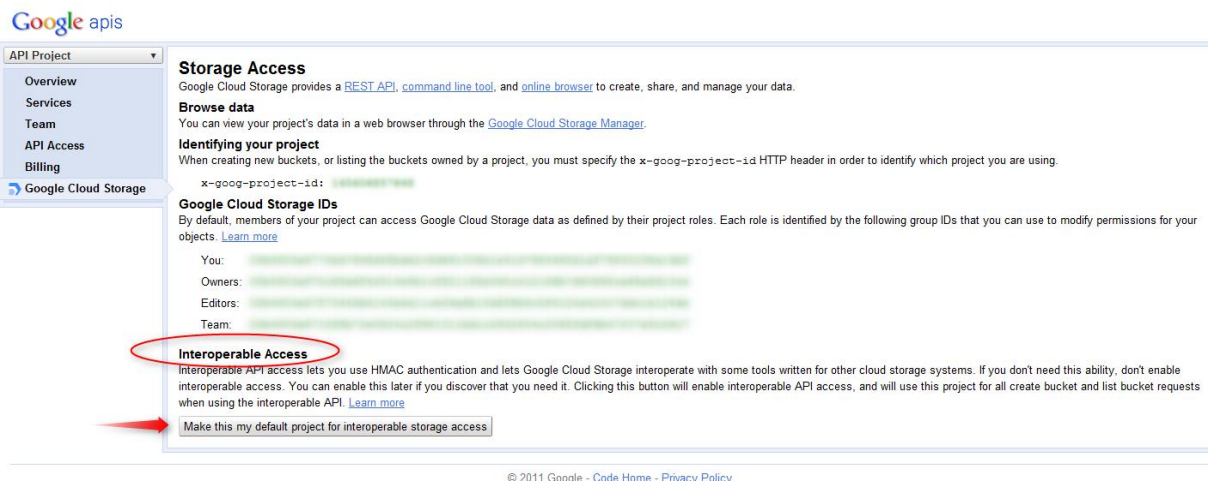 Google apis
API Project
Overview
Services
Team
API Access
Billing
Google Cloud Storage
Storage Access
Google Cloud Storage provides a REST API, command line tool, and online browser to create, share, and manage your data.
Browse data
You can view your project's data in a web browser through the Google Cloud Storage Manager.
Identifying your project
When creating new buckets, or listing the buckets owned by a project, you must specify the x-goog-project-id HTTP header in order to identify which project you are using.
x-goog-project-id:
Google Cloud Storage IDs
By default, members of your project can access Google Cloud Storage data as defined by their project roles. Each role is identified by the following group IDs that you can use to modify permissions for your
objects. Learn more
You:
Owners:
Editors:
Team:
Interoperable Access
Interoperable API access lets you use HMAC authentication and lets Google Cloud Storage interoperate with some tools written for other cloud storage systems. If you don't need this ability, don't enable
interoperable access. You can enable this later if you discover that you need it. Clicking this button will enable interoperable API access, and will use this project for all create bucket and list bucket requests
when using the interoperable API. Learn more
Make this my default project for interoperable storage access
© 2011 Google - Code Home - Privacy Policy